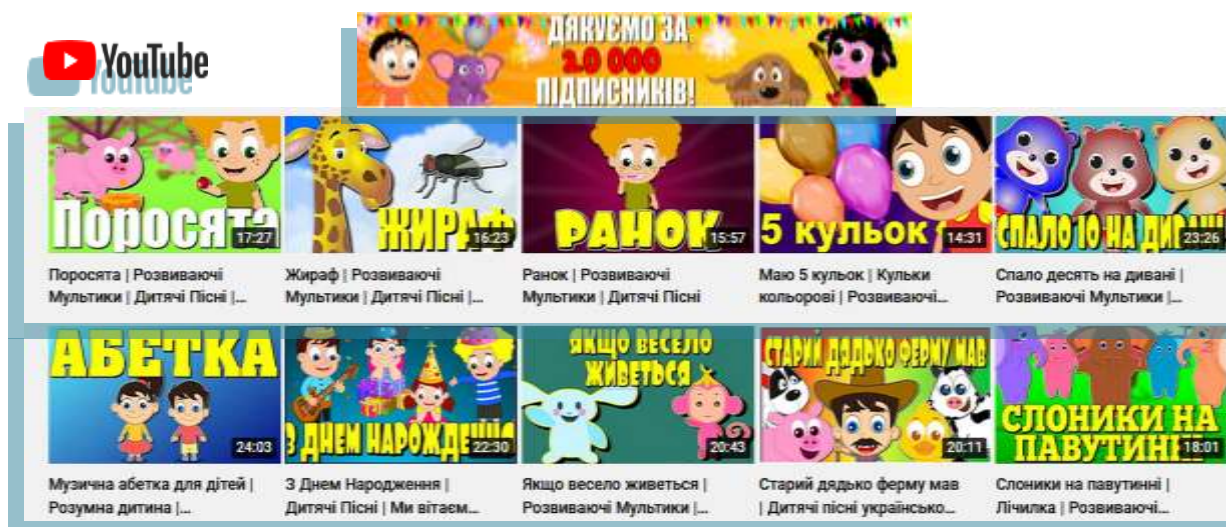 YouTube
ДЯКУЄМО ЗА
20 000
ПІДПИСНИКІВ!
Поросята
17:27
ЖИРАФ
16:23
РАНОК
15:57
5 кульок
14:31
СПАЛО 10 НА ДИВАНІ
23:26
Поросята | Розвиваючі
Мультики | Дитячі Пісні |...
Жираф | Розвиваючі
Мультики | Дитячі Пісні |...
Ранок | Розвиваючі
Мультики | Дитячі Пісні
Маю 5 кульок | Кульки
кольорові | Розвиваючі...
Спало десять на дивані |
Розвиваючі Мультики |...
АБЕТКА
24:03
З ДНЕМ НАРОЖДЕННЯ
22:30
ЯКЩО ВЕСЕЛО
ЖИВЕТЬСЯ
20:43
СТАРИЙ ДЯДЬКО ФЕРМУ МАВ
20:11
СЛОНИКИ НА
ПАВУТИННІ
18:01
Музична абетка для дітей |
Розумна дитина |...
З Днем Народження |
Дитячі Пісні | Ми вітаєм...
Якщо весело живеться |
Розвиваючі Мультики |...
Старий дядько ферму мав
| Дитячі пісні українсько...
Слоники на павутинні |
Лічилка | Розвиваючі...